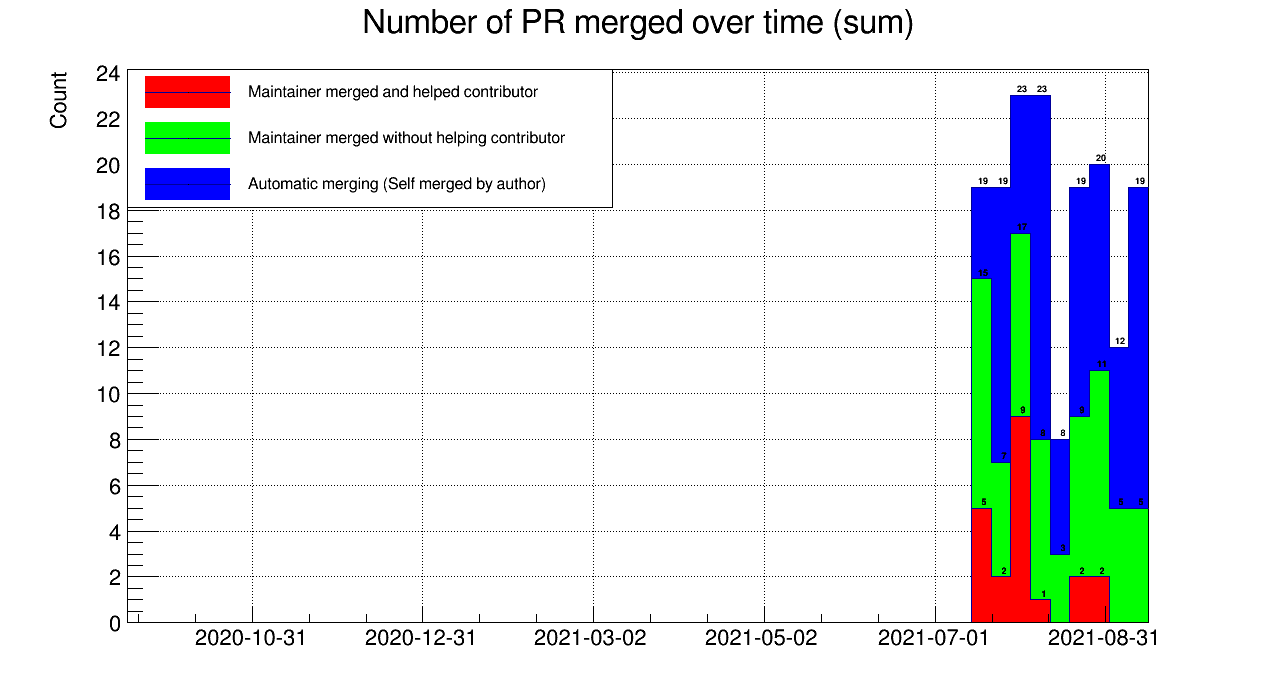 Number of PR merged over time (sum)
Count
24
22
20
18
16
14
12
10
8
6
4
2
0
Maintainer merged and helped contributor
Maintainer merged without helping contributor
Automatic merging (Self merged by author)
23 23
20
19 19 19 19
17
15
12
11
9 9
8 8
7
5 5 5
3
2 2 2
1
2020-10-31 2020-12-31 2021-03-02 2021-05-02 2021-07-01 2021-08-31